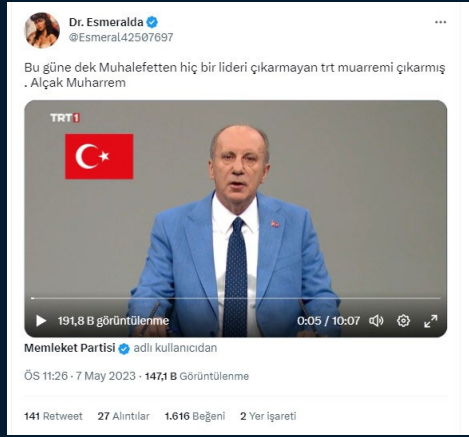 Dr. Esmeralda
@Esmeral42507697
Bu güne dek Muhalefetten hiç bir lideri çıkarmayan trt muarremi çıkarmış
. Alçak Muharrem
TRT1
191,8 B görüntülenme 0:05 / 10:07
Memleket Partisi adlı kullanıcıdan
ÖS 11:26 · 7 May 2023 · 147,1 B Görüntülenme
141 Retweet 27 Alıntılar 1.616 Beğeni 2 Yer işareti